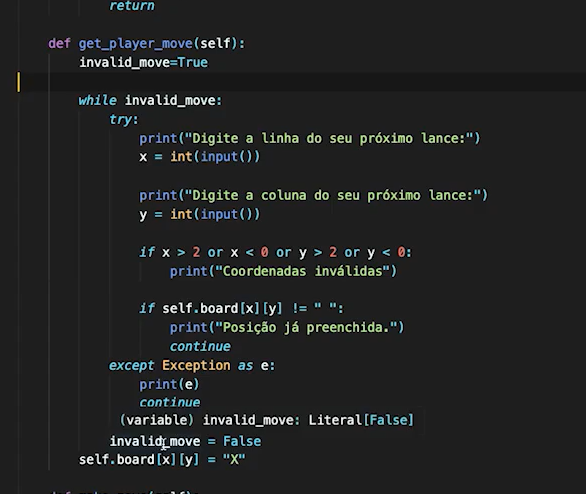 return
def get_player_move(self):
invalid_move=True
while invalid_move:
try:
print("Digite a linha do seu próximo lance:")
x = int(input())
print("Digite a coluna do seu próximo lance:")
y = int(input())
if x > 2 or x < 0 or y > 2 or y < 0:
print("Coordenadas inválidas")
if self.board[x][y] != " ":
print("Posição já preenchida.")
continue
except Exception as e:
print(e)
continue
(variable) invalid_move: Literal[False]
invalid_move = False
self.board[x][y] = "X"